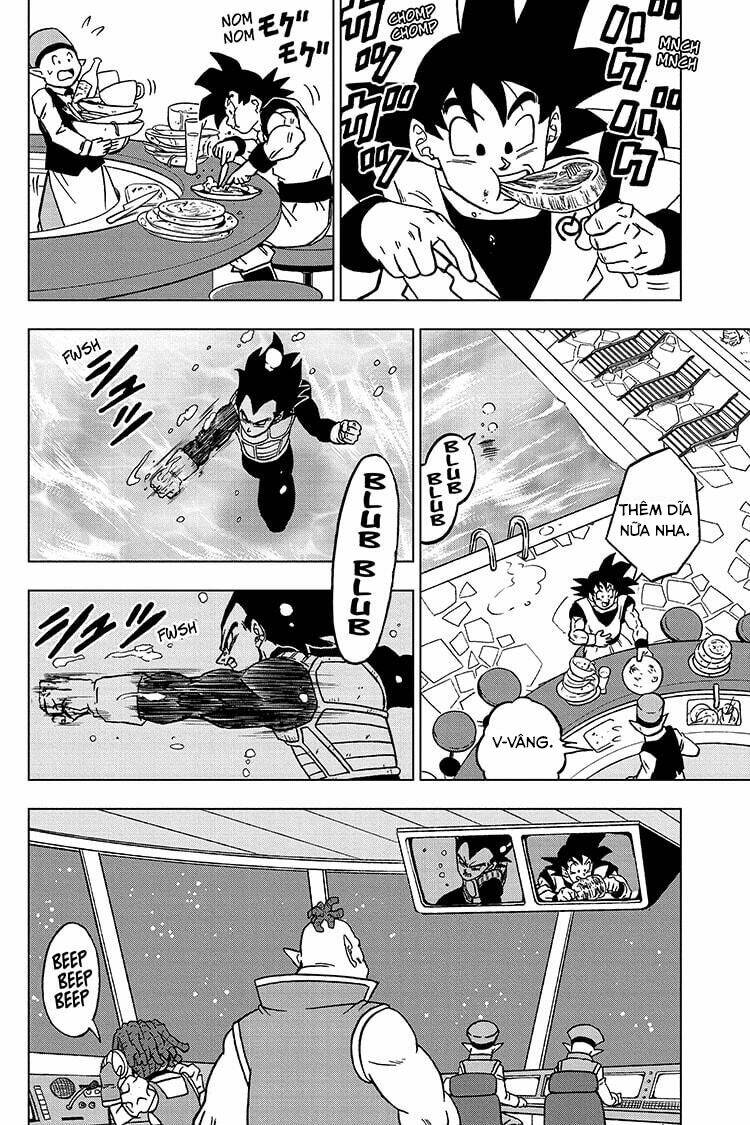 NOM
NOM
モグ
モグ
CHOMP
CHOMP
ガツ
ガツ
MNCH
MNCH
ガツ
ガツ
FWSH
シュッ
BLUB
BLUB
THÊM DĨA
NỮA NHA.
BLUB BLUB
FWSH
シュッ
V-VÂNG.
BEEP
BEEP
BEEP